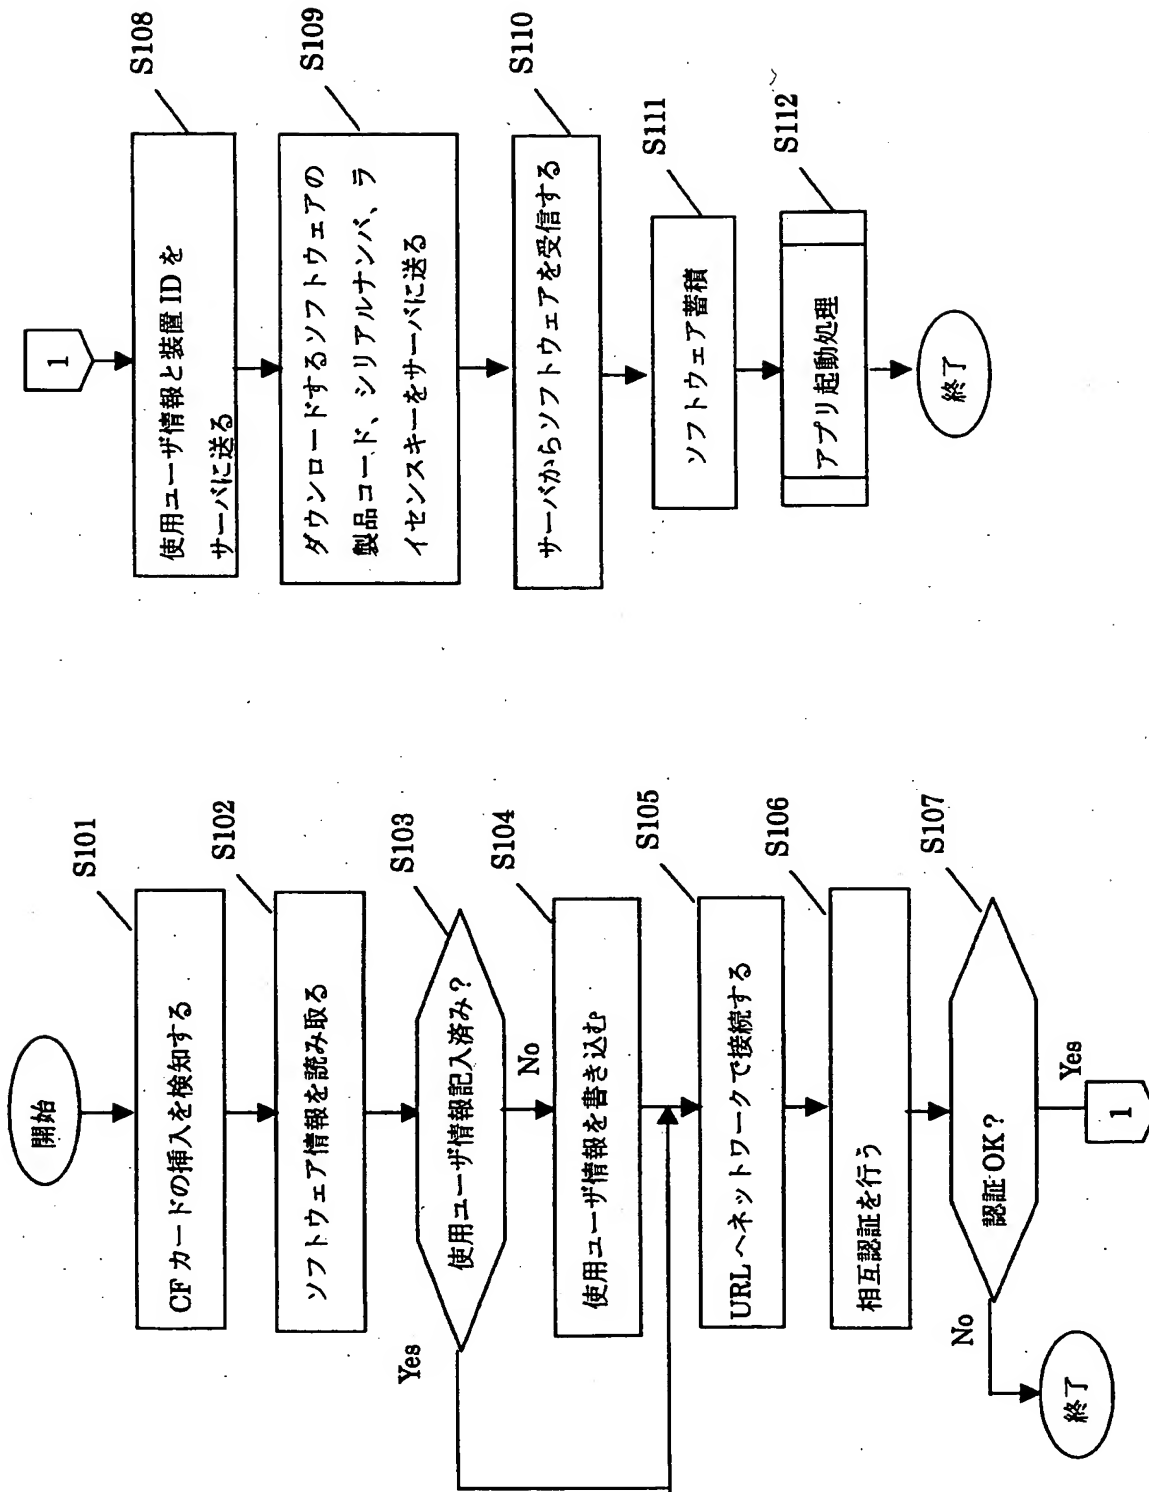 開始
CF カードの挿入を検知する
S101
ソフトウェア情報を読み取る
S102
使用ユーザ情報記入済み?
S103
Yes
No
使用ユーザ情報を書き込む
S104
URL へネットワークで接続する
S105
相互認証を行う
S106
認証 OK?
S107
No
Yes
終了
1
1
使用ユーザ情報と装置 ID を
サーバに送る
S108
ダウンロードするソフトウェアの
製品コード、シリアルナンバ、ラ
イセンスキーをサーバに送る
S109
サーバからソフトウェアを受信する
S110
ソフトウェア蓄積
S111
アプリ起動処理
S112
終了